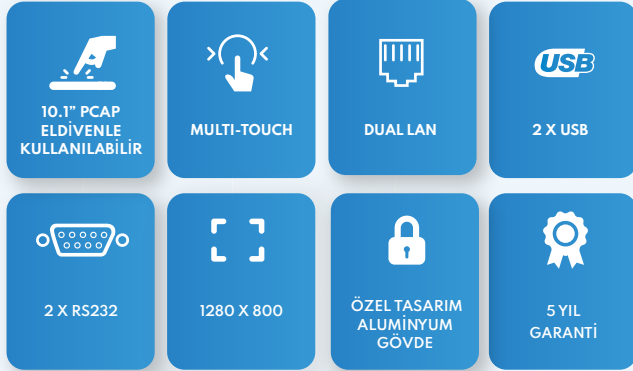 10.1” PCAP
ELDİVENLE
KULLANILABİLİR
MULTI-TOUCH
DUAL LAN
USB
2 X USB
2 X RS232
1280 X 800
ÖZEL TASARIM
ALUMİNYUM
GÖVDE
5 YIL
GARANTİ